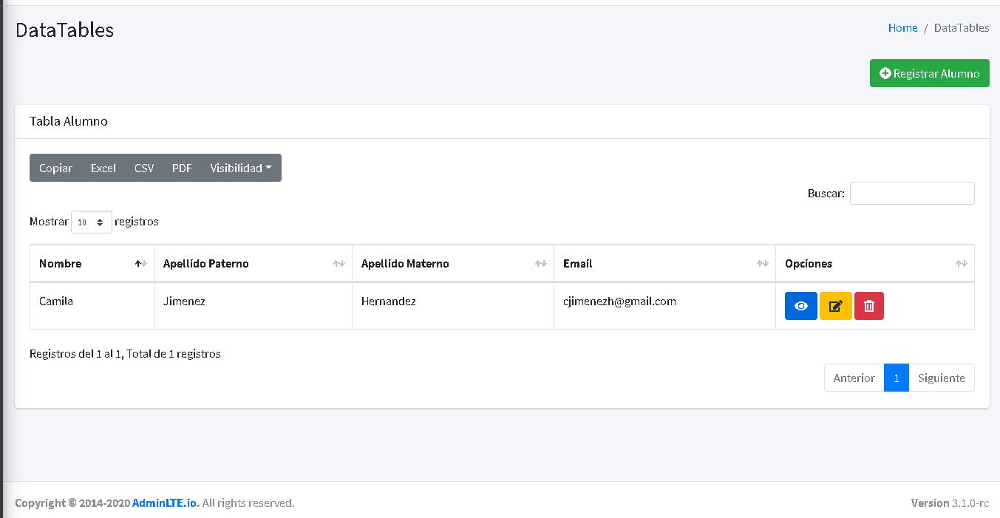 DataTables
Home / DataTables
Registrar Alumno
Tabla Alumno
Copiar Excel CSV PDF Visibilidad
Buscar:
Mostrar 10 registros
Nombre Apellido Paterno Apellido Materno Email Opciones
Camila Jimenez Hernandez cjimenezh@gmail.com
Registros del 1 al 1, Total de 1 registros
Anterior 1 Siguiente
Copyright © 2014-2020 AdminLTE.io. All rights reserved.
Version 3.1.0-rc